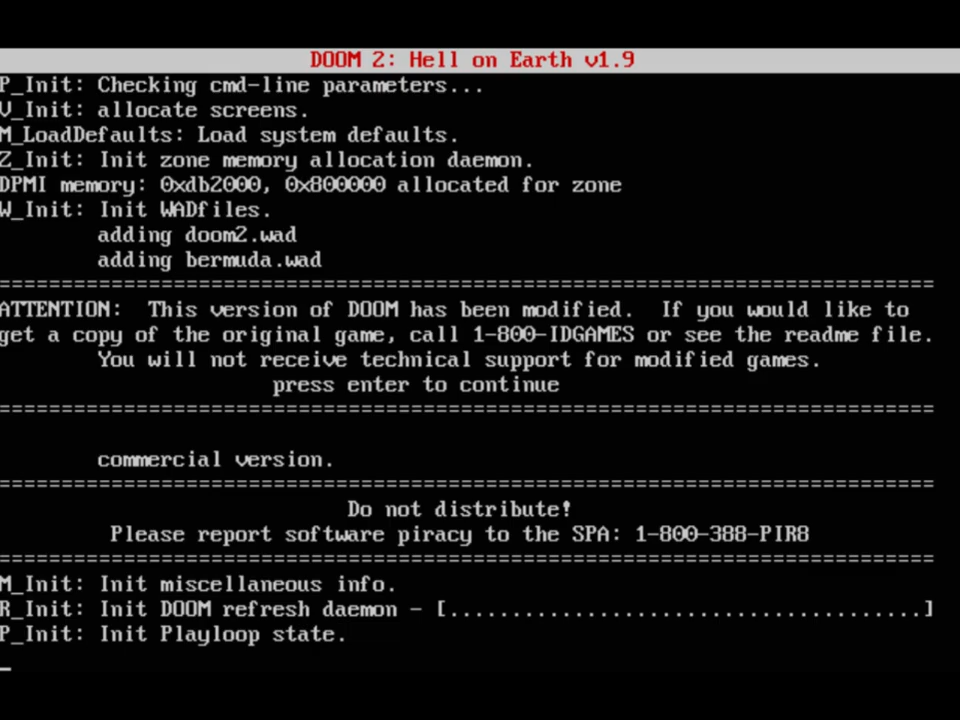 DOOM 2: Hell on Earth v1.9
P_Init: Checking cmd-line parameters...
V_Init: allocate screens.
M_LoadDefaults: Load system defaults.
Z_Init: Init zone memory allocation daemon.
DPMI memory: 0xdb2000, 0x800000 allocated for zone
W_Init: Init WADfiles.
adding doom2.wad
adding bermuda.wad
===========================================================================
ATTENTION:  This version of DOOM has been modified.  If you would like to
get a copy of the original game, call 1-800-IDGAMES or see the readme file.
You will not receive technical support for modified games.
press enter to continue
===========================================================================
commercial version.
===========================================================================
Do not distribute!
Please report software piracy to the SPA: 1-800-388-PIR8
===========================================================================
M_Init: Init miscellaneous info.
R_Init: Init DOOM refresh daemon - [......................................]
P_Init: Init Playloop state.
_